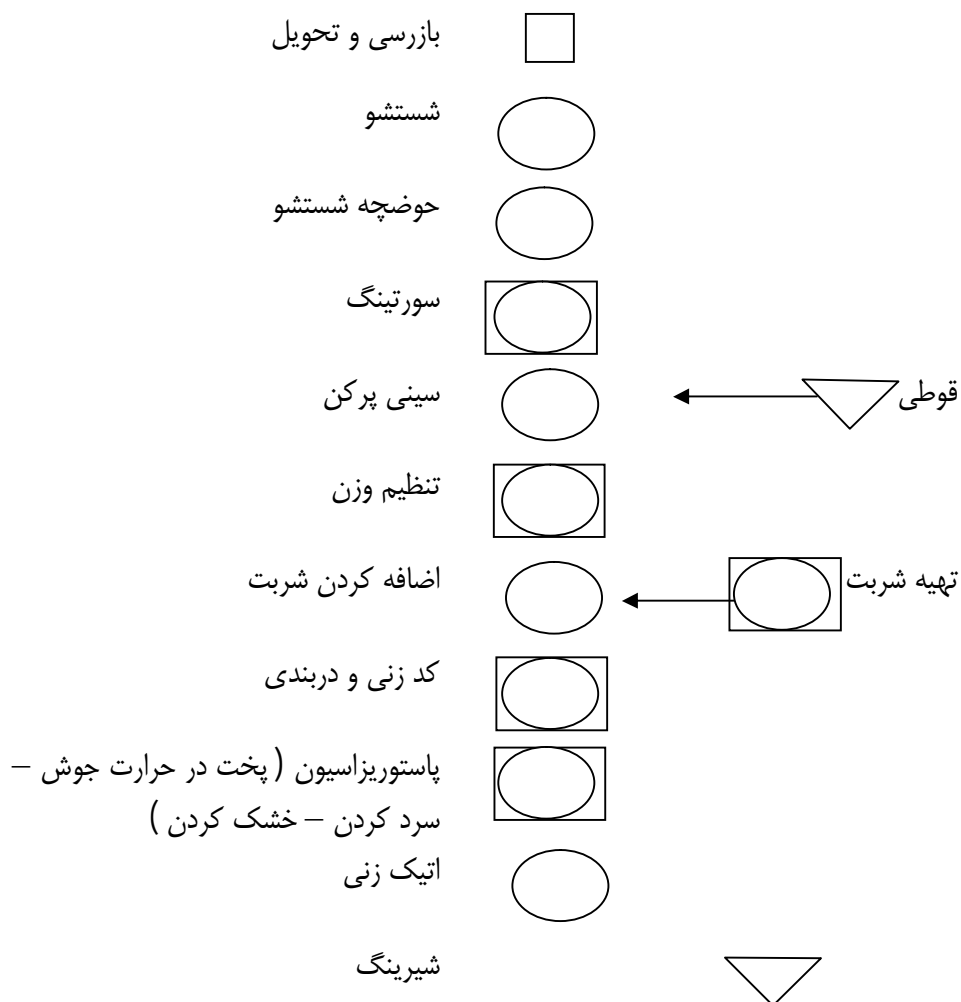 بازرسی و تحویل
شستشو
حوضچه شستشو
سورتینگ
سینی پرکن
قوطی
تنظیم وزن
اضافه کردن شربت
تهیه شربت
کد زنی و دربندی
پاستوریزاسیون ( پخت در حرارت جوش –
سرد کردن – خشک کردن )
اتیک زنی
شیرینگ